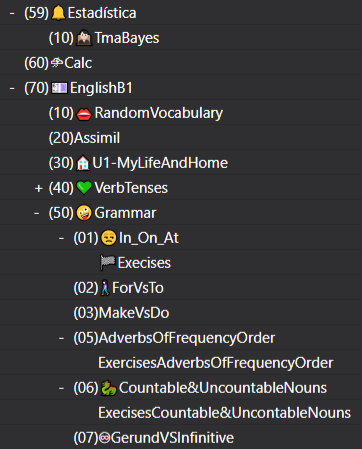 - (59)🔔Estadística
(10)🙍🏻‍♂️TmaBayes
(60)⛈Calc
- (70)💷EnglishB1
(10)👄RandomVocabulary
(20)Assimil
(30)🏠U1-MyLifeAndHome
+ (40)💚VerbTenses
- (50)🤪Grammar
- (01)😒In_On_At
🏁Execises
(02)🚶ForVsTo
(03)MakeVsDo
- (05)AdverbsOfFrequencyOrder
ExercisesAdverbsOfFrequencyOrder
- (06)🐉Countable&UncountableNouns
ExecisesCountable&UncontableNouns
(07)♾GerundVSInfinitive